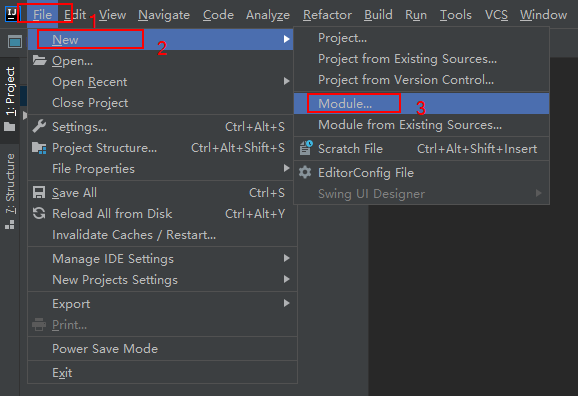 IJ File 1 Edit View Navigate Code Analyze Refactor Build Run Tools VCS Window
New 2
Open...
Open Recent
Close Project
Settings... Ctrl+Alt+S
Project Structure... Ctrl+Alt+Shift+S
File Properties
Save All Ctrl+S
Reload All from Disk Ctrl+Alt+Y
Invalidate Caches / Restart...
Manage IDE Settings
New Projects Settings
Export
Print...
Power Save Mode
Exit
Project...
Project from Existing Sources...
Project from Version Control...
Module... 3
Module from Existing Sources...
Scratch File Ctrl+Alt+Shift+Insert
EditorConfig File
Swing UI Designer
1: Project
7: Structure